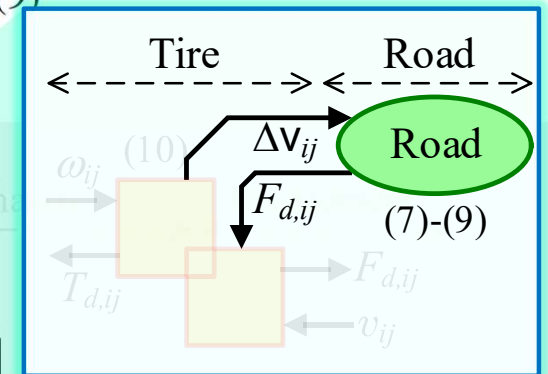 Tire Road
Δv_ij Road
ω_ij (10)
F_d,ij (7)-(9)
T_d,ij F_d,ij
v_ij